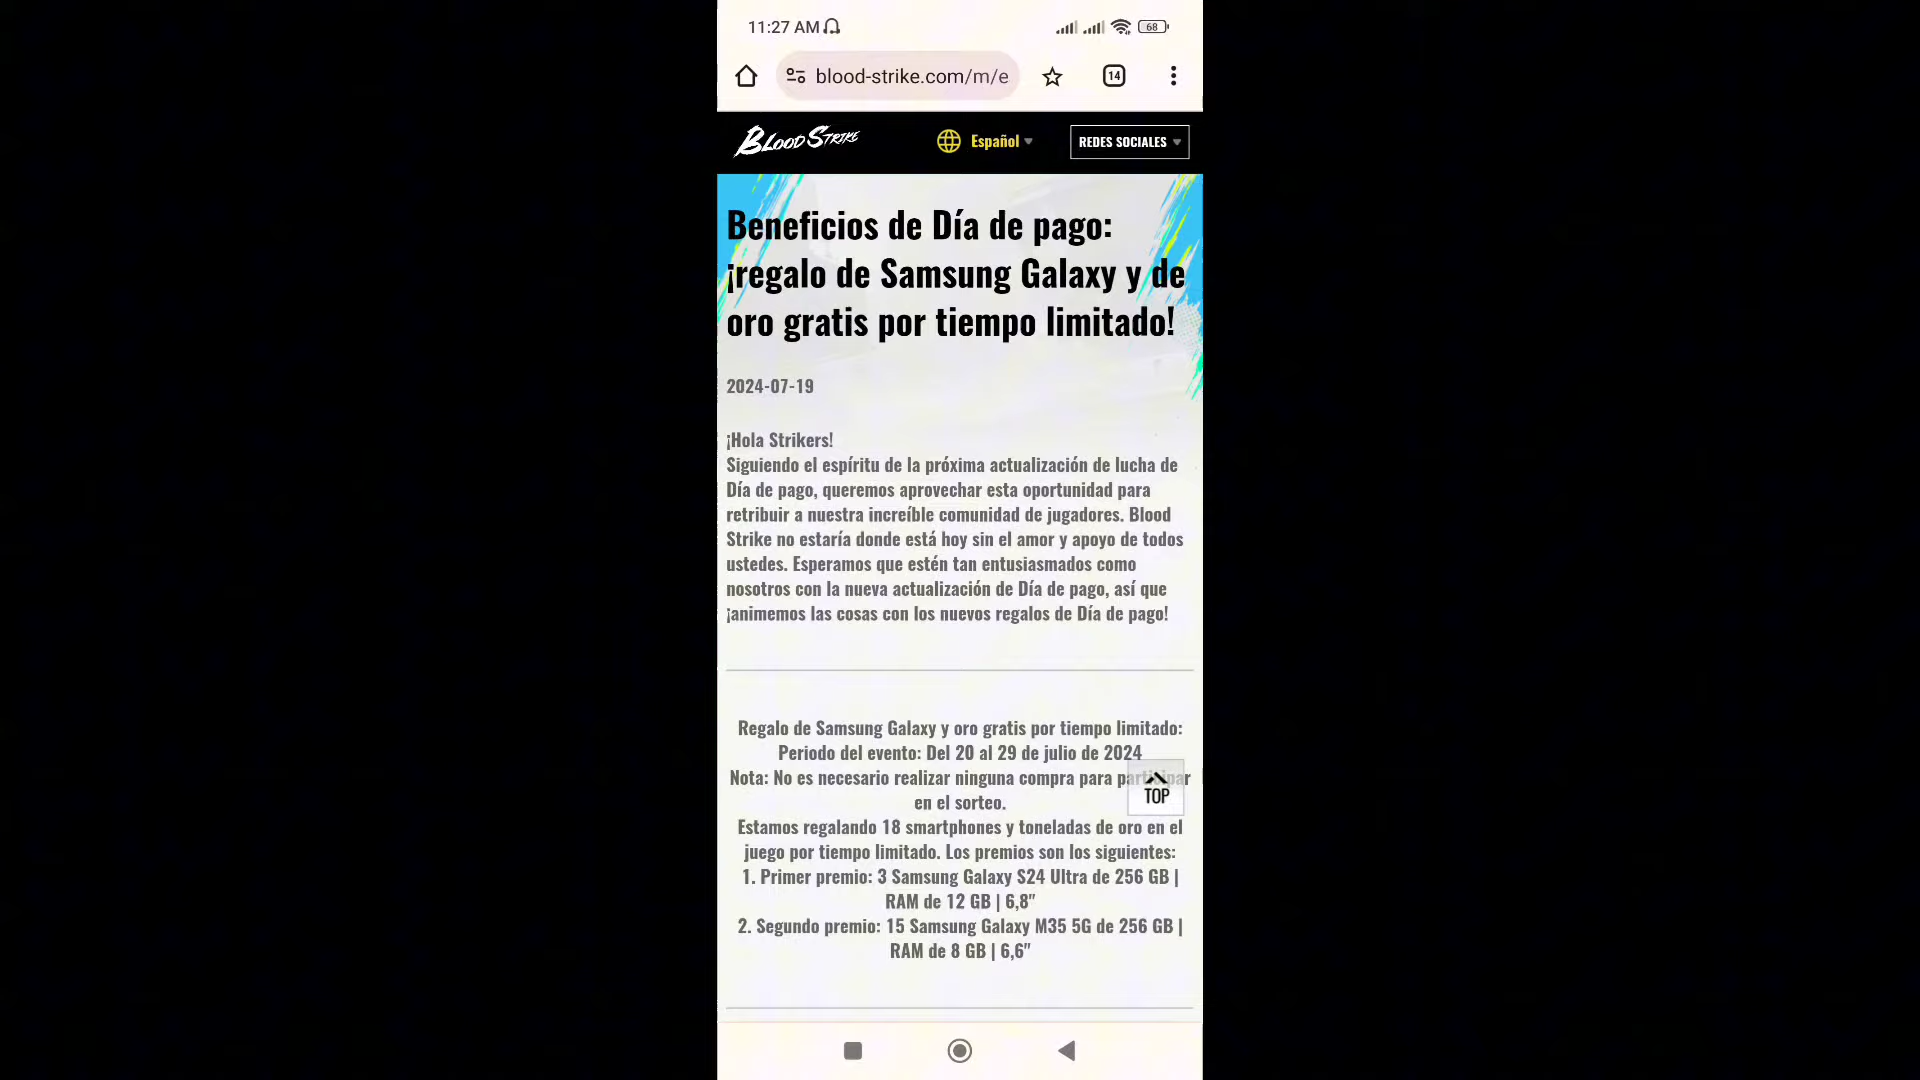 11:27 AM
68
blood-strike.com/m/e
14
BLOOD STRIKE
Español
REDES SOCIALES
Beneficios de Día de pago:
¡regalo de Samsung Galaxy y de
oro gratis por tiempo limitado!
2024-07-19
¡Hola Strikers!
Siguiendo el espíritu de la próxima actualización de lucha de
Día de pago, queremos aprovechar esta oportunidad para
retribuir a nuestra increíble comunidad de jugadores. Blood
Strike no estaría donde está hoy sin el amor y apoyo de todos
ustedes. Esperamos que estén tan entusiasmados como
nosotros con la nueva actualización de Día de pago, así que
¡animemos las cosas con los nuevos regalos de Día de pago!
Regalo de Samsung Galaxy y oro gratis por tiempo limitado:
Periodo del evento: Del 20 al 29 de julio de 2024
Nota: No es necesario realizar ninguna compra para participar
en el sorteo.
TOP
Estamos regalando 18 smartphones y toneladas de oro en el
juego por tiempo limitado. Los premios son los siguientes:
1. Primer premio: 3 Samsung Galaxy S24 Ultra de 256 GB |
RAM de 12 GB | 6,8"
2. Segundo premio: 15 Samsung Galaxy M35 5G de 256 GB |
RAM de 8 GB | 6,6"